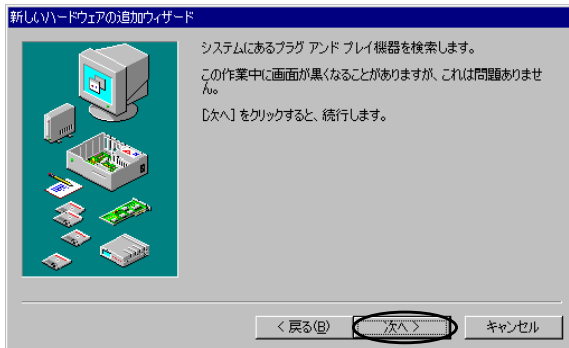 新しいハードウェアの追加ウィザード
システムにあるプラグ アンド プレイ機器を検索します。
この作業中に画面が黒くなることがありますが、これは問題ありませ
ん。
[次へ] をクリックすると、続行します。
< 戻る(B)
次へ >
キャンセル